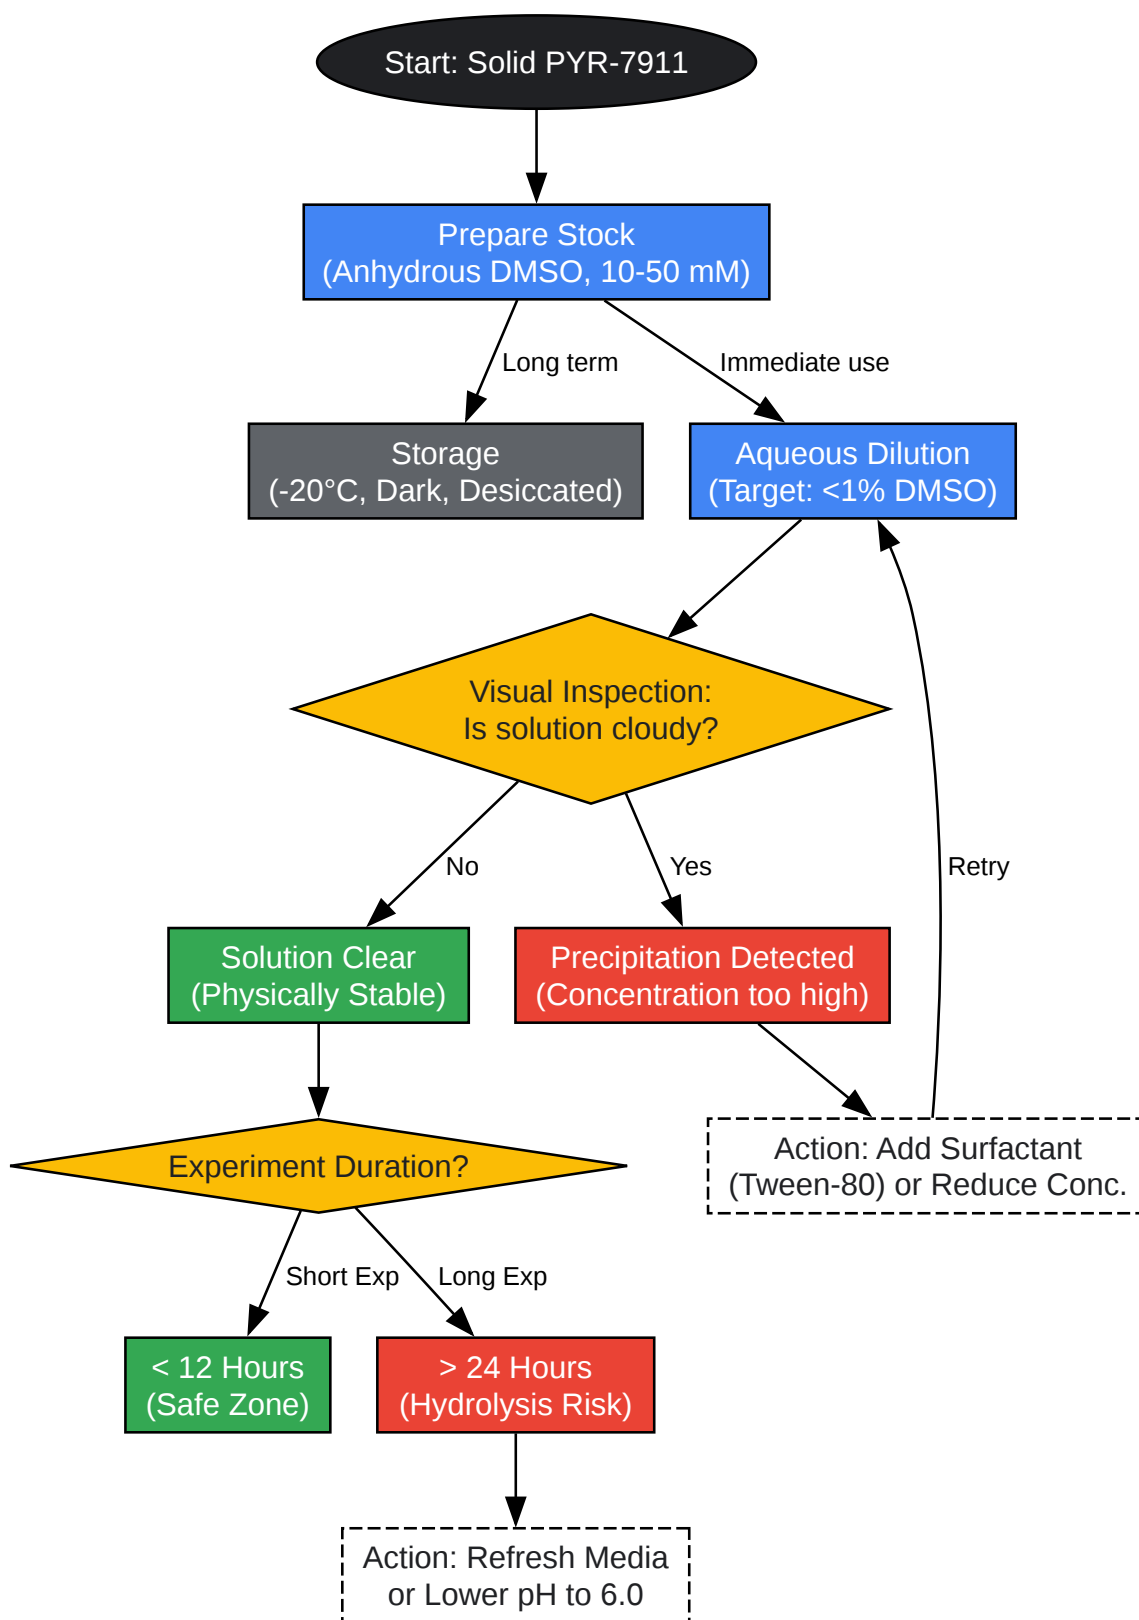 Start: Solid PYR-7911
Prepare Stock
(Anhydrous DMSO, 10-50 mM)
Long term
Immediate use
Storage
(-20°C, Dark, Desiccated)
Aqueous Dilution
(Target: <1% DMSO)
Visual Inspection:
Is solution cloudy?
No
Yes
Retry
Solution Clear
(Physically Stable)
Precipitation Detected
(Concentration too high)
Experiment Duration?
Action: Add Surfactant
(Tween-80) or Reduce Conc.
Short Exp
Long Exp
< 12 Hours
(Safe Zone)
> 24 Hours
(Hydrolysis Risk)
Action: Refresh Media
or Lower pH to 6.0